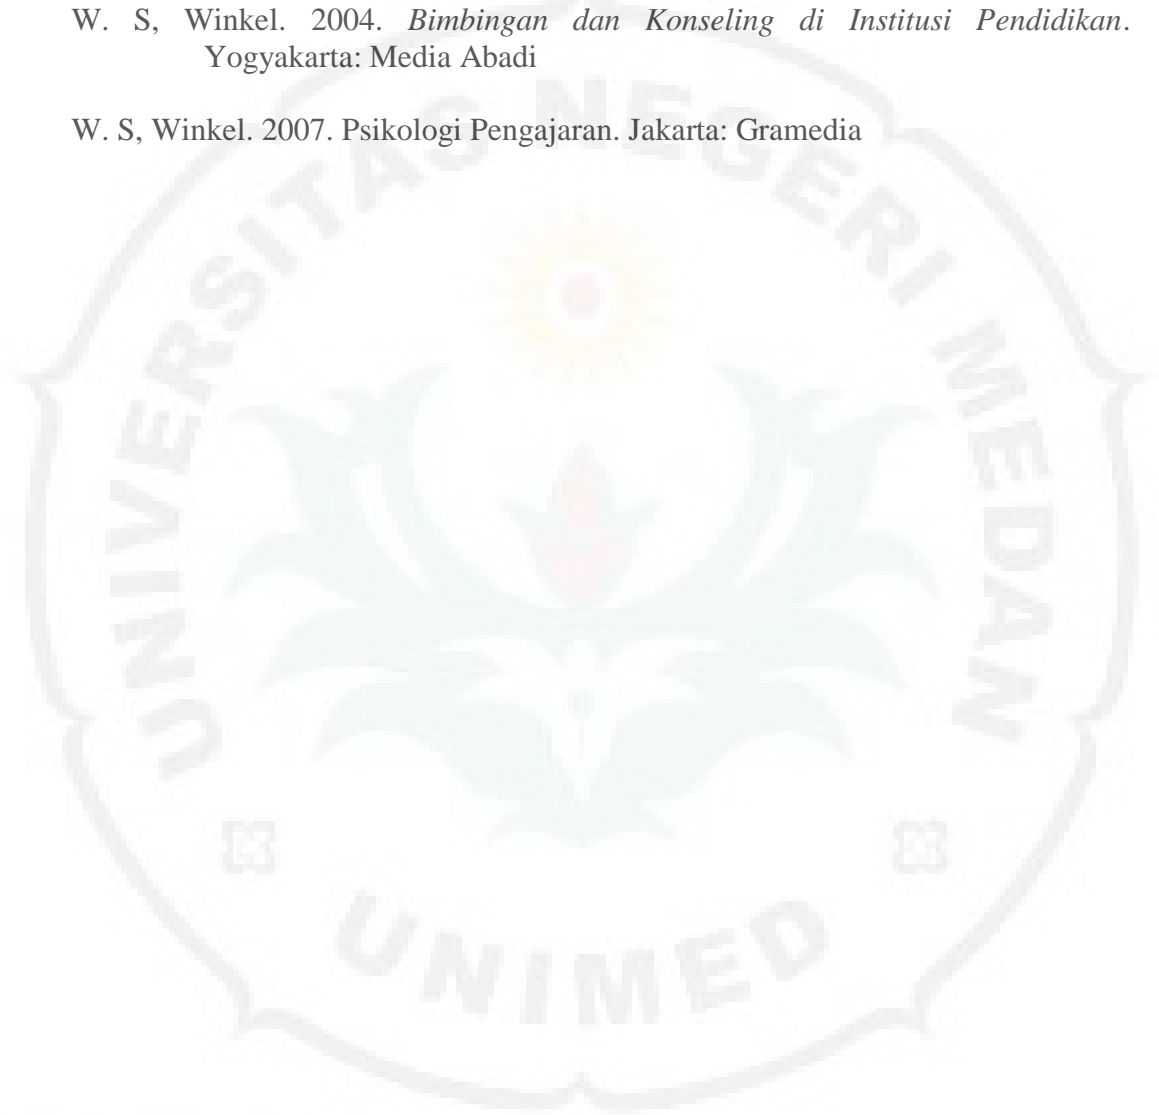 W. S, Winkel. 2004. Bimbingan dan Konseling di Institusi Pendidikan.
Yogyakarta: Media Abadi
W. S, Winkel. 2007. Psikologi Pengajaran. Jakarta: Gramedia
UNIVERSITAS NEGERI MEDAN
UNIMED